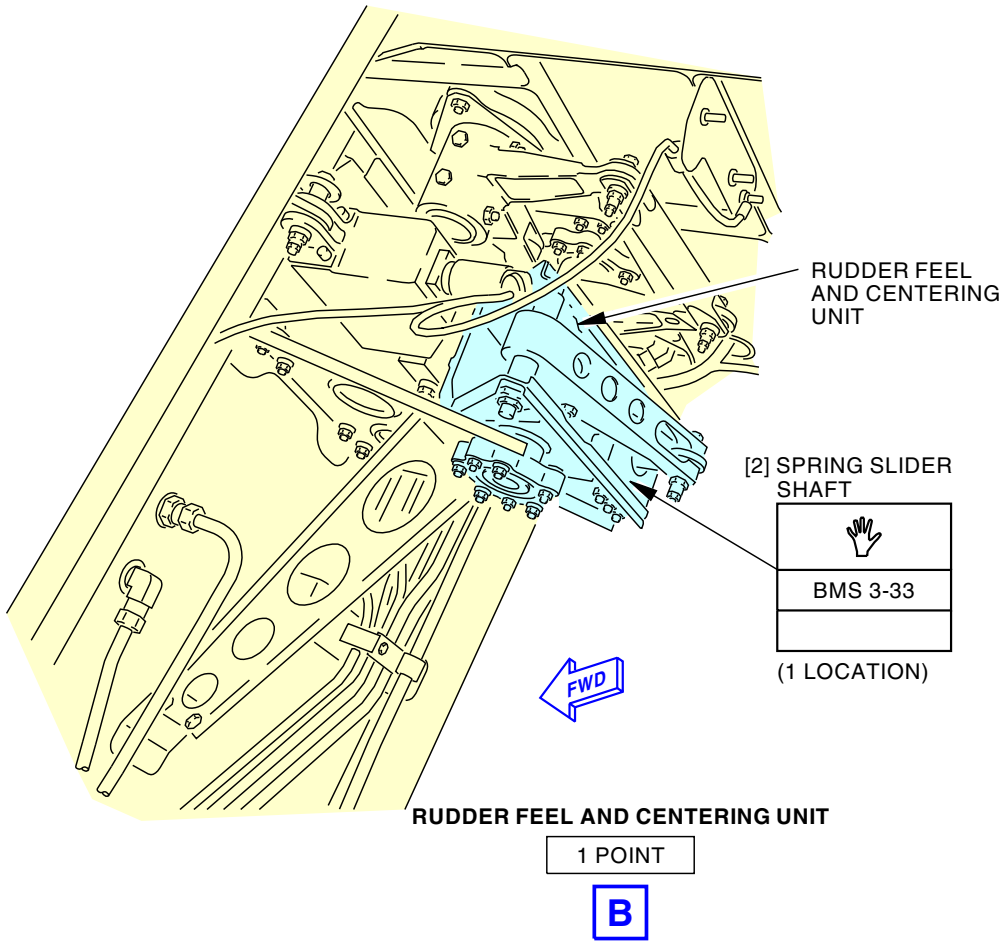 RUDDER FEEL
AND CENTERING
UNIT
[2] SPRING SLIDER
SHAFT
BMS 3-33
(1 LOCATION)
FWD
RUDDER FEEL AND CENTERING UNIT
1 POINT
B